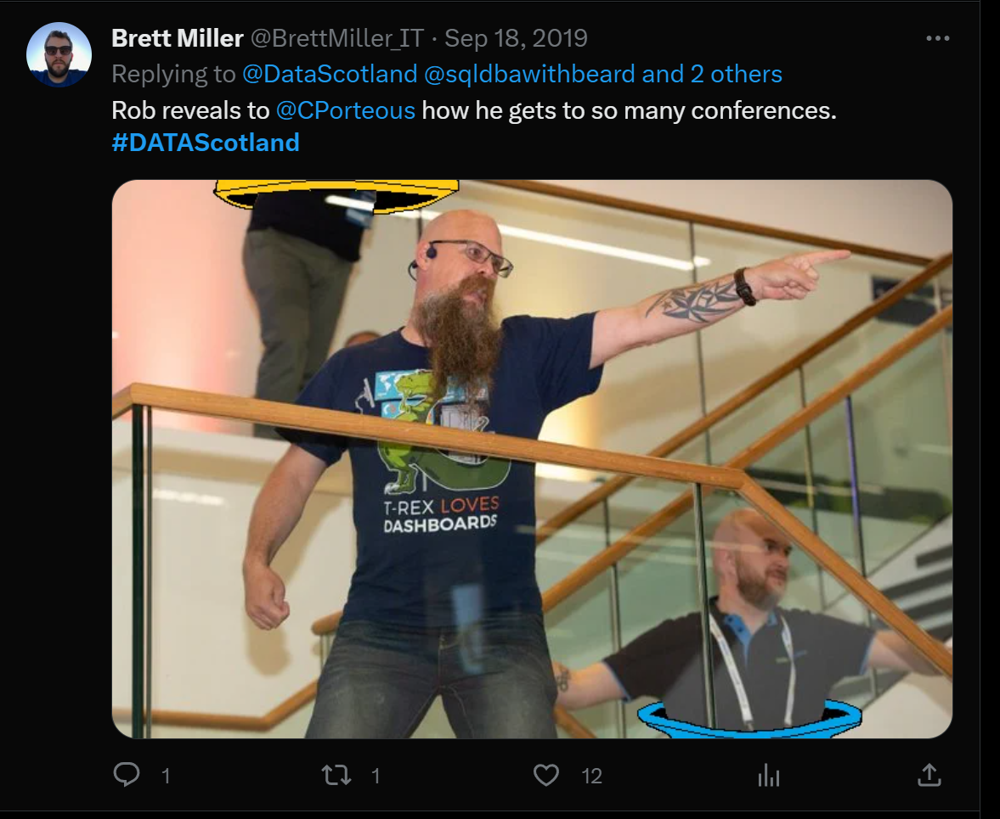 Brett Miller @BrettMiller_IT · Sep 18, 2019
Replying to @DataScotland @sqldbawithbeard and 2 others
Rob reveals to @CPorteous how he gets to so many conferences.
#DATAScotland
T-REX LOVES
DASHBOARDS
1 1 12